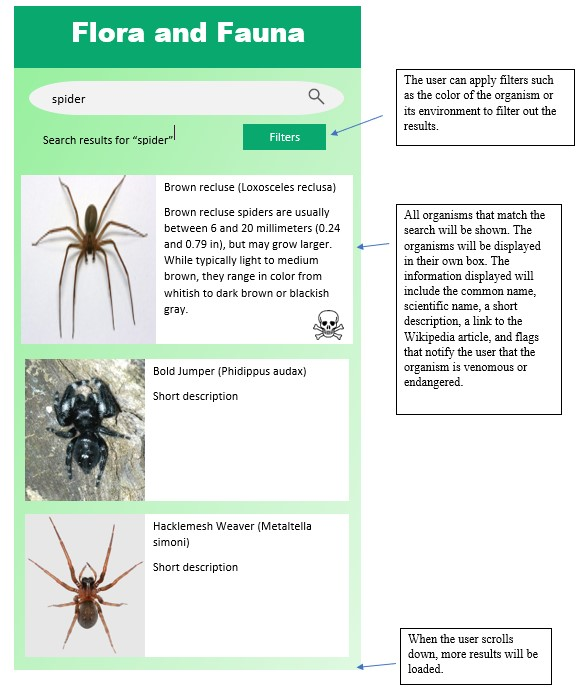 Flora and Fauna
spider
Search results for “spider”
Filters
The user can apply filters such
as the color of the organism or
its environment to filter out the
results.
Brown recluse (Loxosceles reclusa)
Brown recluse spiders are usually
between 6 and 20 millimeters (0.24
and 0.79 in), but may grow larger.
While typically light to medium
brown, they range in color from
whitish to dark brown or blackish
gray.
All organisms that match the
search will be shown. The
organisms will be displayed
in their own box. The
information displayed will
include the common name,
scientific name, a short
description, a link to the
Wikipedia article, and flags
that notify the user that the
organism is venomous or
endangered.
Bold Jumper (Phidippus audax)
Short description
Hacklemesh Weaver (Metaltella
simoni)
Short description
When the user scrolls
down, more results will be
loaded.